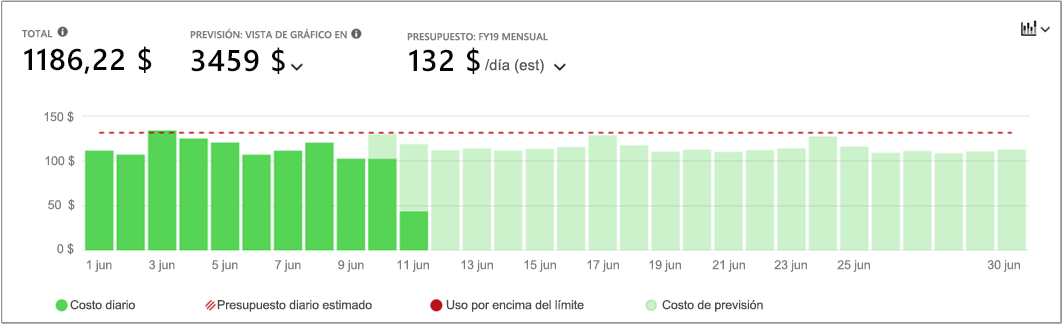 TOTAL
PREVISIÓN: VISTA DE GRÁFICO EN
PRESUPUESTO: FY19 MENSUAL
1186,22 $
3459 $
132 $ /día (est)
150 $
100 $
50 $
0 $
1 jun 3 jun 5 jun 7 jun 9 jun 11 jun 13 jun 15 jun 17 jun 19 jun 21 jun 23 jun 25 jun 30 jun
Costo diario Presupuesto diario estimado Uso por encima del límite Costo de previsión